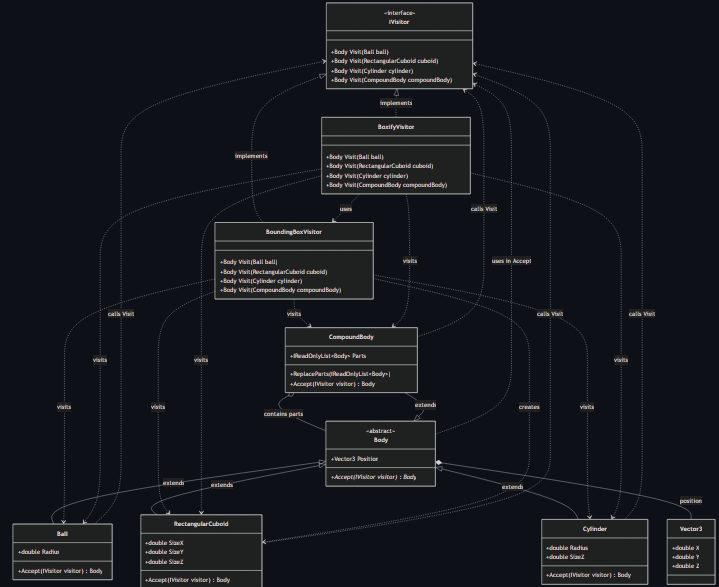 «interface»
IVisitor
+Body Visit(Ball ball)
+Body Visit(RectangularCuboid cuboid)
+Body Visit(Cylinder cylinder)
+Body Visit(CompoundBody compoundBody)
implements
BoxifyVisitor
+Body Visit(Ball ball)
+Body Visit(RectangularCuboid cuboid)
+Body Visit(Cylinder cylinder)
+Body Visit(CompoundBody compoundBody)
implements
uses
calls Visit
BoundingBoxVisitor
+Body Visit(Ball ball)
+Body Visit(RectangularCuboid cuboid)
+Body Visit(Cylinder cylinder)
+Body Visit(CompoundBody compoundBody)
visits
uses in Accept
calls Visit
visits
calls Visit
calls Visit
CompoundBody
+IReadOnlyList<Body> Parts
+ReplaceParts(IReadOnlyList<Body>)
+Accept(IVisitor visitor) : Body
visits
visits
visits
visits
visits
contains parts
extends
creates
visits
«abstract»
Body
+Vector3 Position
+Accept(IVisitor visitor) : Body
extends
extends
extends
position
Ball
+double Radius
+Accept(IVisitor visitor) : Body
RectangularCuboid
+double SizeX
+double SizeY
+double SizeZ
+Accept(IVisitor visitor) : Body
Cylinder
+double Radius
+double SizeZ
+Accept(IVisitor visitor) : Body
Vector3
+double X
+double Y
+double Z